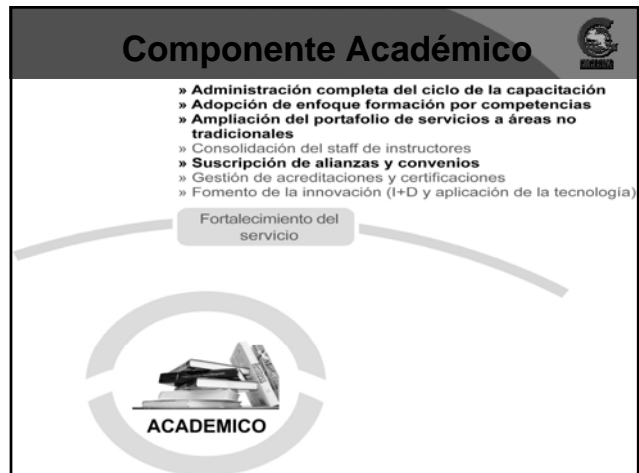 Componente Académico
» Administración completa del ciclo de la capacitación
» Adopción de enfoque formación por competencias
» Ampliación del portafolio de servicios a áreas no
tradicionales
» Consolidación del staff de instructores
» Suscripción de alianzas y convenios
» Gestión de acreditaciones y certificaciones
» Fomento de la innovación (I+D y aplicación de la tecnología)
Fortalecimiento del
servicio
ACADEMICO